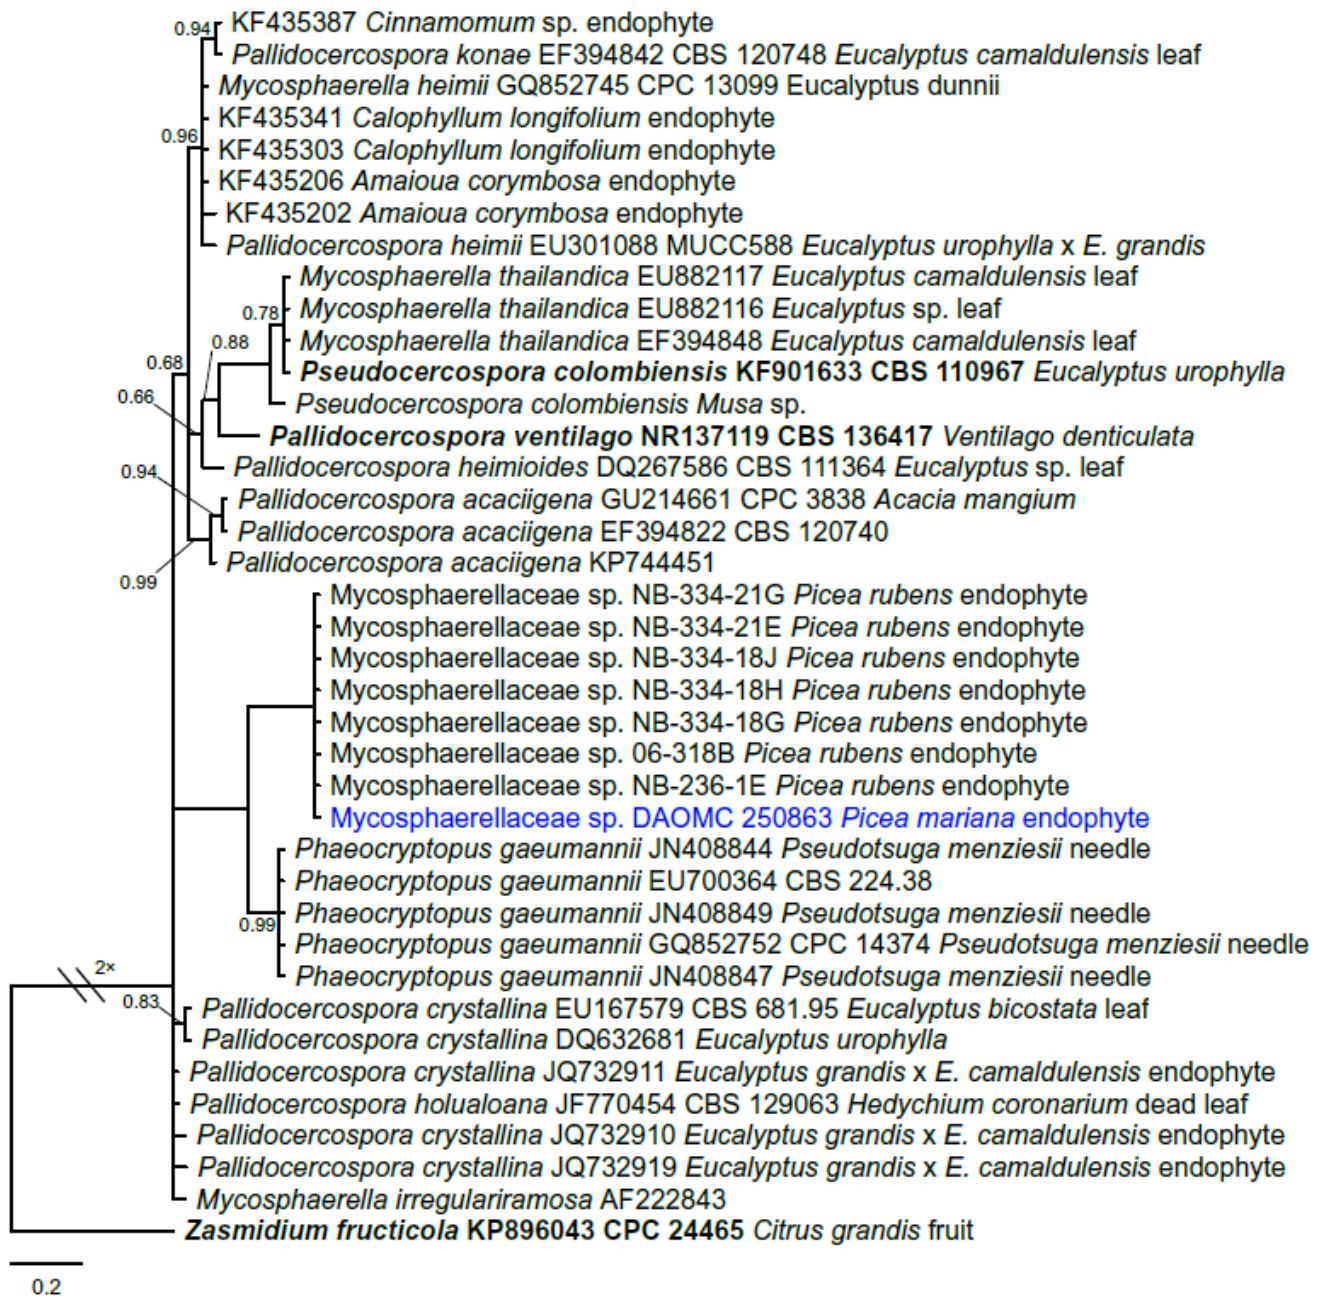 0.94
KF435387 Cinnamomum sp. endophyte
Pallidocercospora konae EF394842 CBS 120748 Eucalyptus camaldulensis leaf
Mycosphaerella heimii GQ852745 CPC 13099 Eucalyptus dunnii
KF435341 Calophyllum longifolium endophyte
0.96
KF435303 Calophyllum longifolium endophyte
KF435206 Amaioua corymbosa endophyte
KF435202 Amaioua corymbosa endophyte
Pallidocercospora heimii EU301088 MUCC588 Eucalyptus urophylla x E. grandis
Mycosphaerella thailandica EU882117 Eucalyptus camaldulensis leaf
0.78
Mycosphaerella thailandica EU882116 Eucalyptus sp. leaf
0.88
Mycosphaerella thailandica EF394848 Eucalyptus camaldulensis leaf
0.68
Pseudocercospora colombiensis KF901633 CBS 110967 Eucalyptus urophylla
0.66
Pseudocercospora colombiensis Musa sp.
Pallidocercospora ventilago NR137119 CBS 136417 Ventilago denticulata
0.94
Pallidocercospora heimioides DQ267586 CBS 111364 Eucalyptus sp. leaf
Pallidocercospora acaciigena GU214661 CPC 3838 Acacia mangium
Pallidocercospora acaciigena EF394822 CBS 120740
Pallidocercospora acaciigena KP744451
0.99
Mycosphaerellaceae sp. NB-334-21G Picea rubens endophyte
Mycosphaerellaceae sp. NB-334-21E Picea rubens endophyte
Mycosphaerellaceae sp. NB-334-18J Picea rubens endophyte
Mycosphaerellaceae sp. NB-334-18H Picea rubens endophyte
Mycosphaerellaceae sp. NB-334-18G Picea rubens endophyte
Mycosphaerellaceae sp. 06-318B Picea rubens endophyte
Mycosphaerellaceae sp. NB-236-1E Picea rubens endophyte
Mycosphaerellaceae sp. DAOMC 250863 Picea mariana endophyte
Phaeocryptopus gaeumannii JN408844 Pseudotsuga menziesii needle
Phaeocryptopus gaeumannii EU700364 CBS 224.38
Phaeocryptopus gaeumannii JN408849 Pseudotsuga menziesii needle
0.99
Phaeocryptopus gaeumannii GQ852752 CPC 14374 Pseudotsuga menziesii needle
Phaeocryptopus gaeumannii JN408847 Pseudotsuga menziesii needle
2×
0.83
Pallidocercospora crystallina EU167579 CBS 681.95 Eucalyptus bicostata leaf
Pallidocercospora crystallina DQ632681 Eucalyptus urophylla
Pallidocercospora crystallina JQ732911 Eucalyptus grandis x E. camaldulensis endophyte
Pallidocercospora holualoana JF770454 CBS 129063 Hedychium coronarium dead leaf
Pallidocercospora crystallina JQ732910 Eucalyptus grandis x E. camaldulensis endophyte
Pallidocercospora crystallina JQ732919 Eucalyptus grandis x E. camaldulensis endophyte
Mycosphaerella irregulariramosa AF222843
Zasmidium fructicola KP896043 CPC 24465 Citrus grandis fruit
0.2